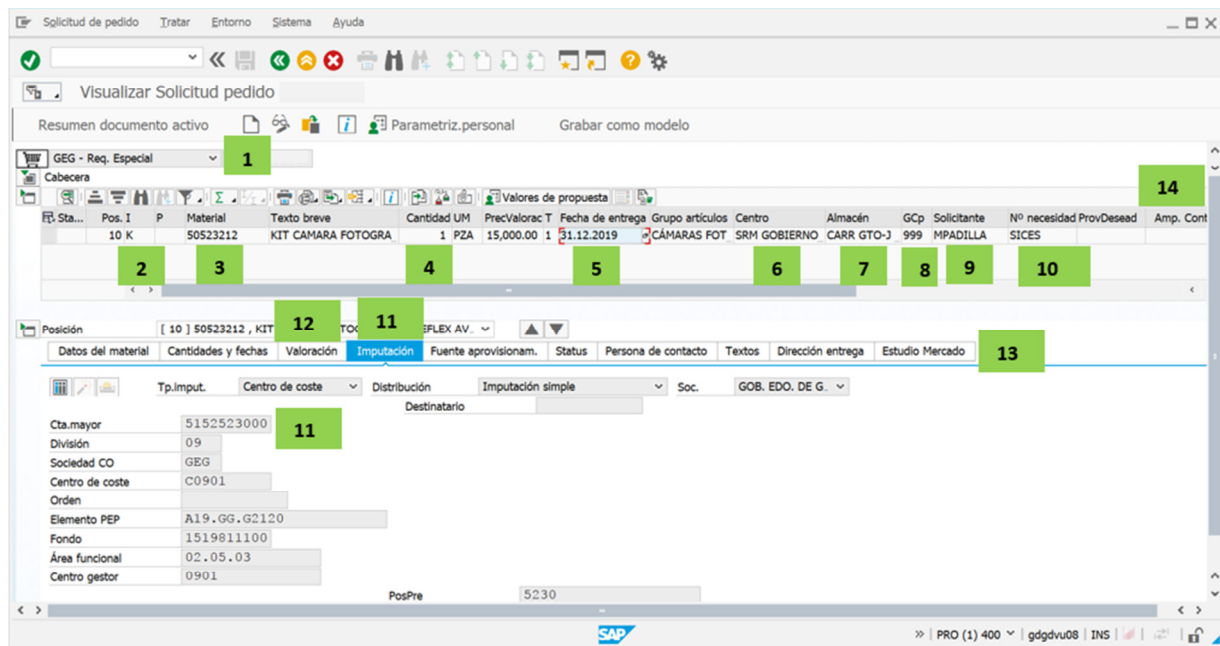 Solicitud de pedido Tratar Entorno Sistema Ayuda
Visualizar Solicitud pedido
Resumen documento activo Parametriz.personal Grabar como modelo
GEG - Req. Especial 1
Cabecera
Valores de propuesta 14
Sta... Pos. I P Material Texto breve Cantidad UM PrecValorac T Fecha de entrega Grupo artículos Centro Almacén GCp Solicitante Nº necesidad ProvDesead Amp. Cont
10 K 50523212 KIT CAMARA FOTOGRA_ 1 PZA 15,000.00 1 31.12.2019 CÁMARAS FOT_ SRM GOBIERNO_ CARR GTO-J_ 999 MPADILLA SICES
2 3 4 5 6 7 8 9 10
Posición [ 10 ] 50523212 , KIT 12 TO 11 EFLEX AV_
Datos del material Cantidades y fechas Valoración Imputación Fuente aprovisionam. Status Persona de contacto Textos Dirección entrega Estudio Mercado 13
Tp.imput. Centro de coste Distribución Imputación simple Soc. GOB. EDO. DE G_
Destinatario
Cta.mayor 5152523000 11
División 09
Sociedad CO GEG
Centro de coste C0901
Orden
Elemento PEP A19.GG.G2120
Fondo 1519811100
Área funcional 02.05.03
Centro gestor 0901
PosPre 5230
SAP » PRO (1) 400 gdgdvu08 INS